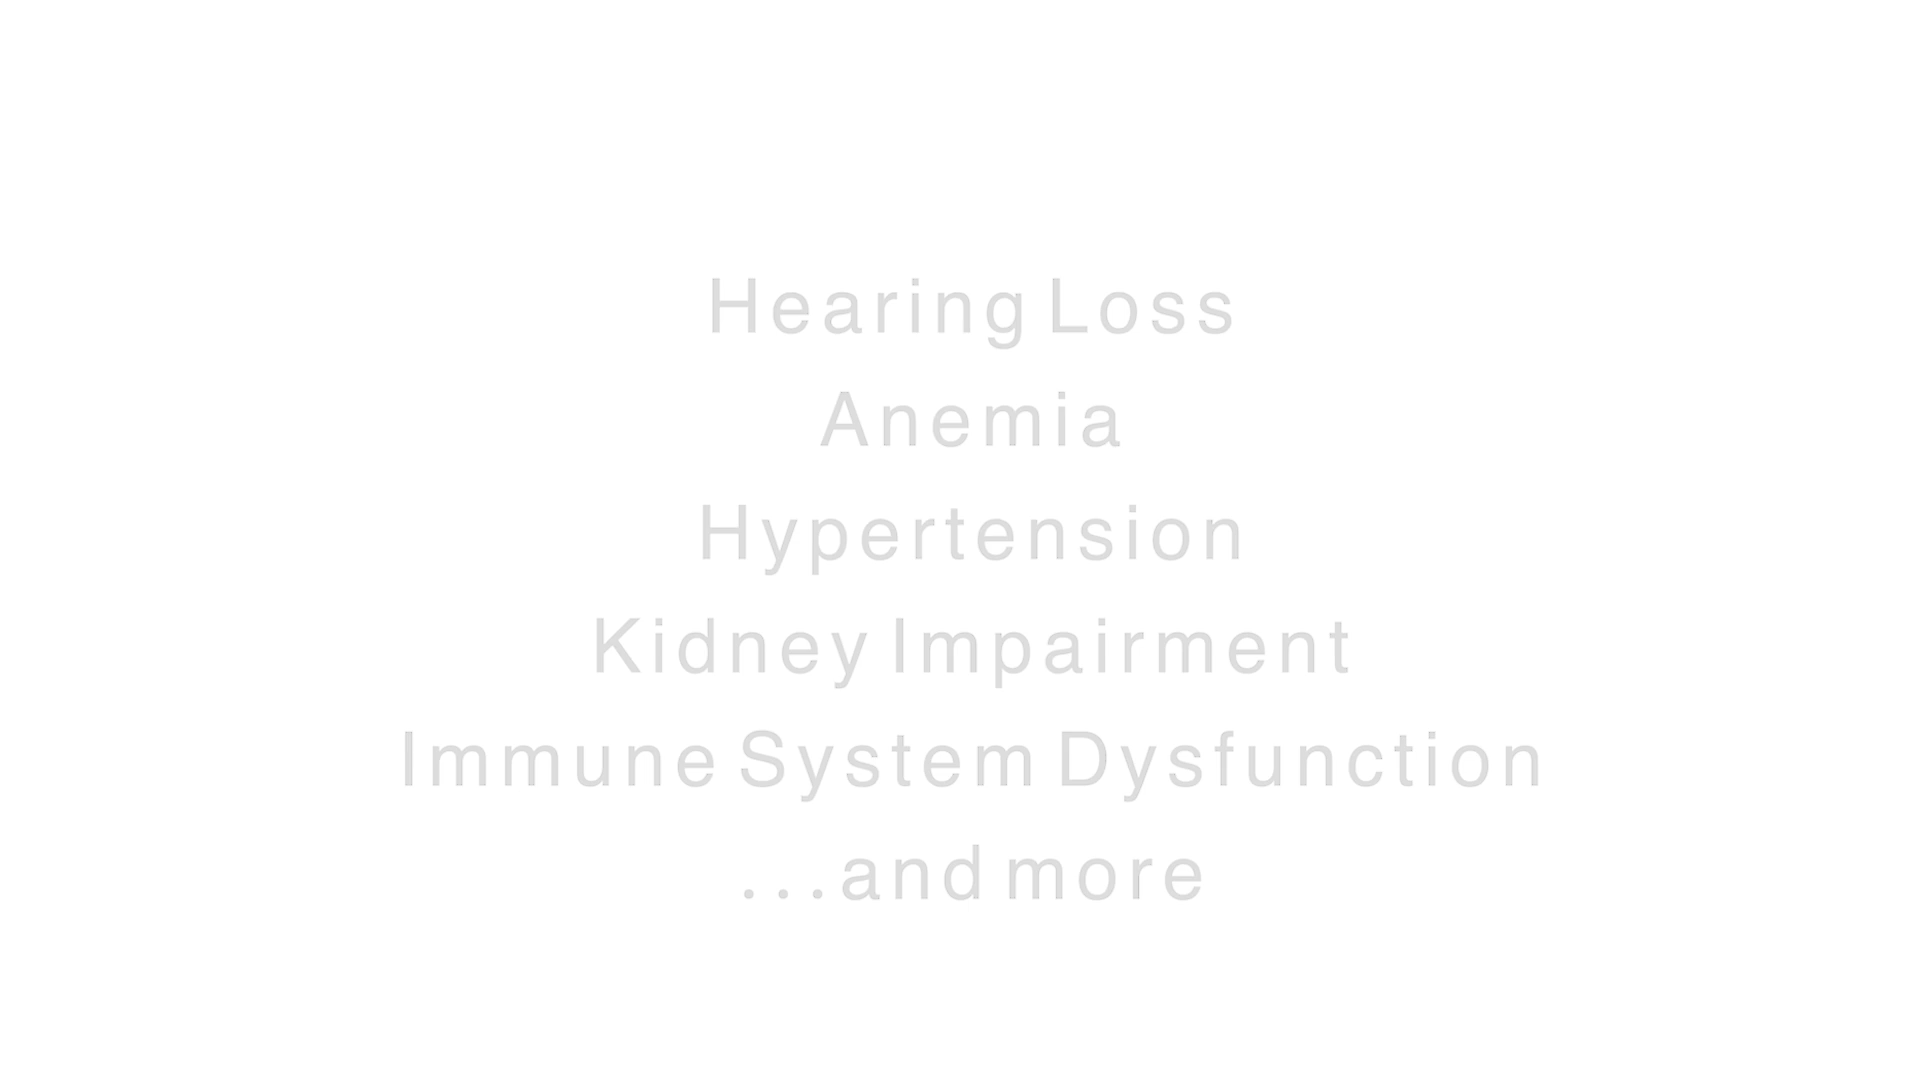 Hearing Loss
Anemia
Hypertension
Kidney Impairment
Immune System Dysfunction
...and more